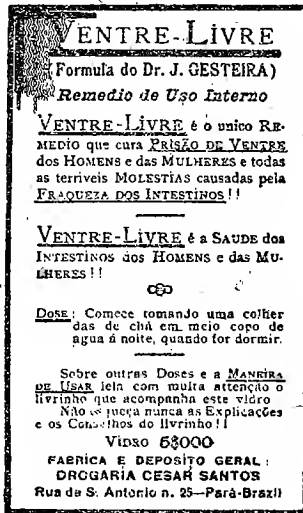 VENTRE-LIVRE
(Formula do Dr. J. GESTEIRA)
Remedio de Uso Interno
VENTRE-LIVRE é o unico RE-
MEDIO que cura PRISÃO DE VENTRE
dos HOMENS e das MULHERES e todas
as terriveis MOLESTIAS causadas pela
FRAQUEZA DOS INTESTINOS!!
VENTRE-LIVRE é a SAUDE dos
INTESTINOS dos HOMENS e das MU-
LHERES!!
DOSE: Comece tomando uma colher
das de chá em meio copo de
agua á noite, quando for dormir.
Sobre outras Doses e a MANEIRA
DE USAR leia com muita attenção o
livrinho que acompanha este vidro
Não se nunca as Explicações
e os Conselhos do livrinho!!
Vidro 5$000
FABRICA E DEPOSITO GERAL:
DROGARIA CESAR SANTOS
Rua de S. Antonio n. 25—Pará-Brazil